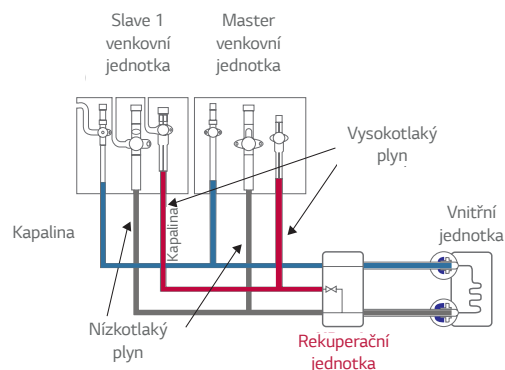 Slave 1
venkovní
jednotka
Master
venkovní
jednotka
Vysokotlaký
plyn
Kapalina
Kapalina
Vnitřní
jednotka
Nízkotlaký
plyn
Rekuperační
jednotka